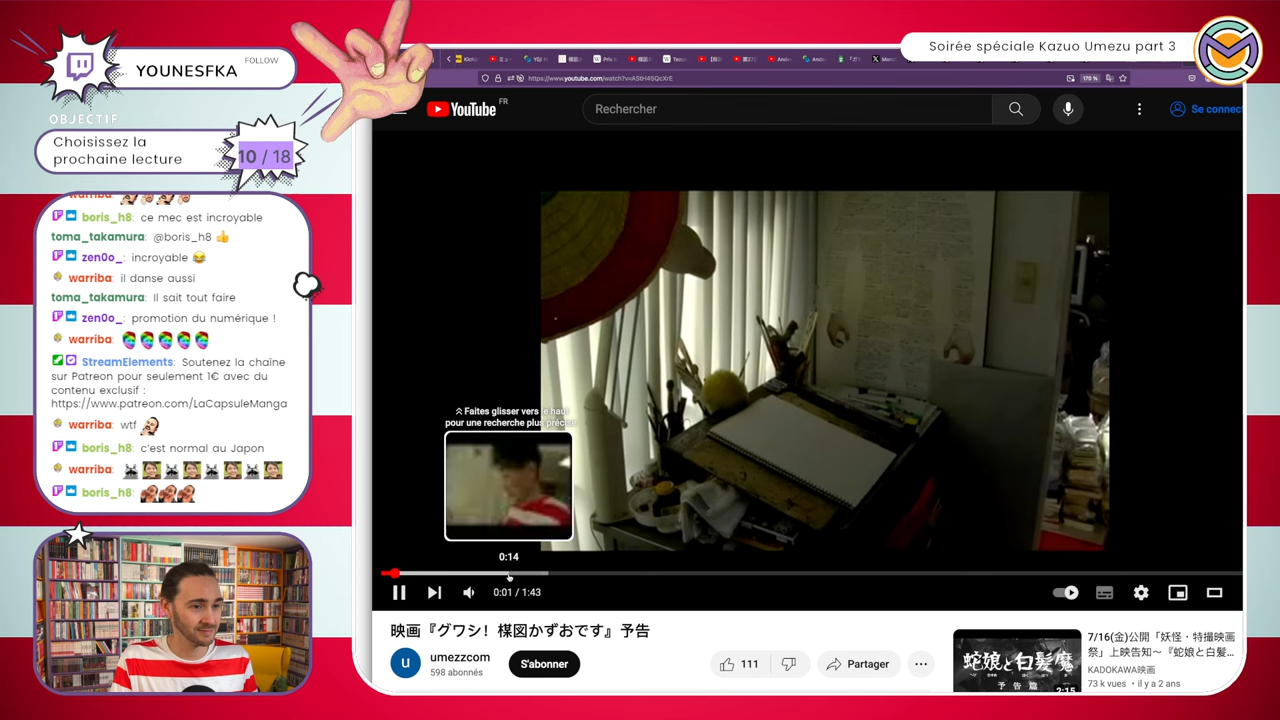 YOUNESFKA
FOLLOW
OBJECTIF
Choisissez la
prochaine lecture
10 / 18
warriba:
boris_h8: ce mec est incroyable
toma_takamura: @boris_h8
zen0o_: incroyable
warriba: il danse aussi
toma_takamura: Il sait tout faire
zen0o_: promotion du numérique !
warriba:
StreamElements: Soutenez la chaîne
sur Patreon pour seulement 1€ avec du
contenu exclusif :
https://www.patreon.com/LaCapsuleManga
warriba: wtf
boris_h8: c'est normal au Japon
warriba:
boris_h8:
Soirée spéciale Kazuo Umezu part 3
https://www.youtube.com/watch?v=AStH45QcXrE
170 %
YouTube FR
Rechercher
Se connect
Faites glisser vers le haut
pour une recherche plus précise
0:14
0:01 / 1:43
映画『グワシ! 楳図かずおです』予告
u
umezzcom
598 abonnés
S'abonner
111
Partager
蛇娘と白髪魔
予告篇
2:15
7/16(金)公開「妖怪・特撮映画
祭」上映告知〜『蛇娘と白髪...
KADOKAWA映画
73 k vues • il y a 2 ans